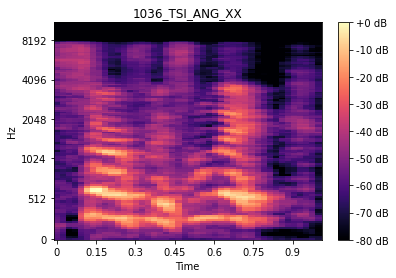 1036_TSI_ANG_XX
8192
4096
2048
1024
512
0
Hz
0
0.15
0.3
0.45
0.6
0.75
0.9
Time
+0 dB
-10 dB
-20 dB
-30 dB
-40 dB
-50 dB
-60 dB
-70 dB
-80 dB